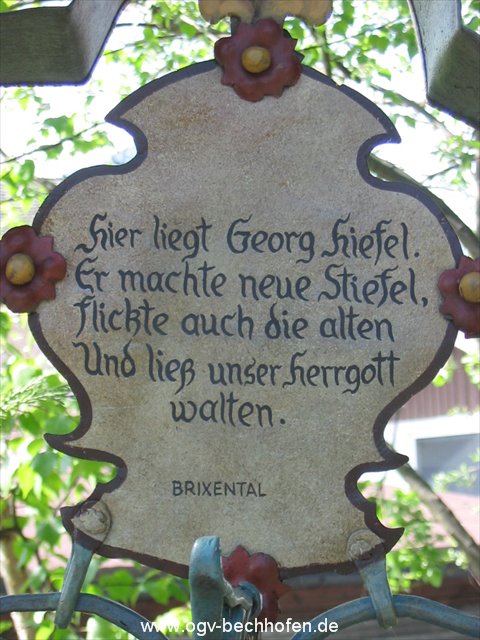 Hier liegt Georg Hiefel.
Er machte neue Stiefel,
flickte auch die alten
Und ließ unser Herrgott
walten.
BRIXENTAL
www.ogv-bechhofen.de